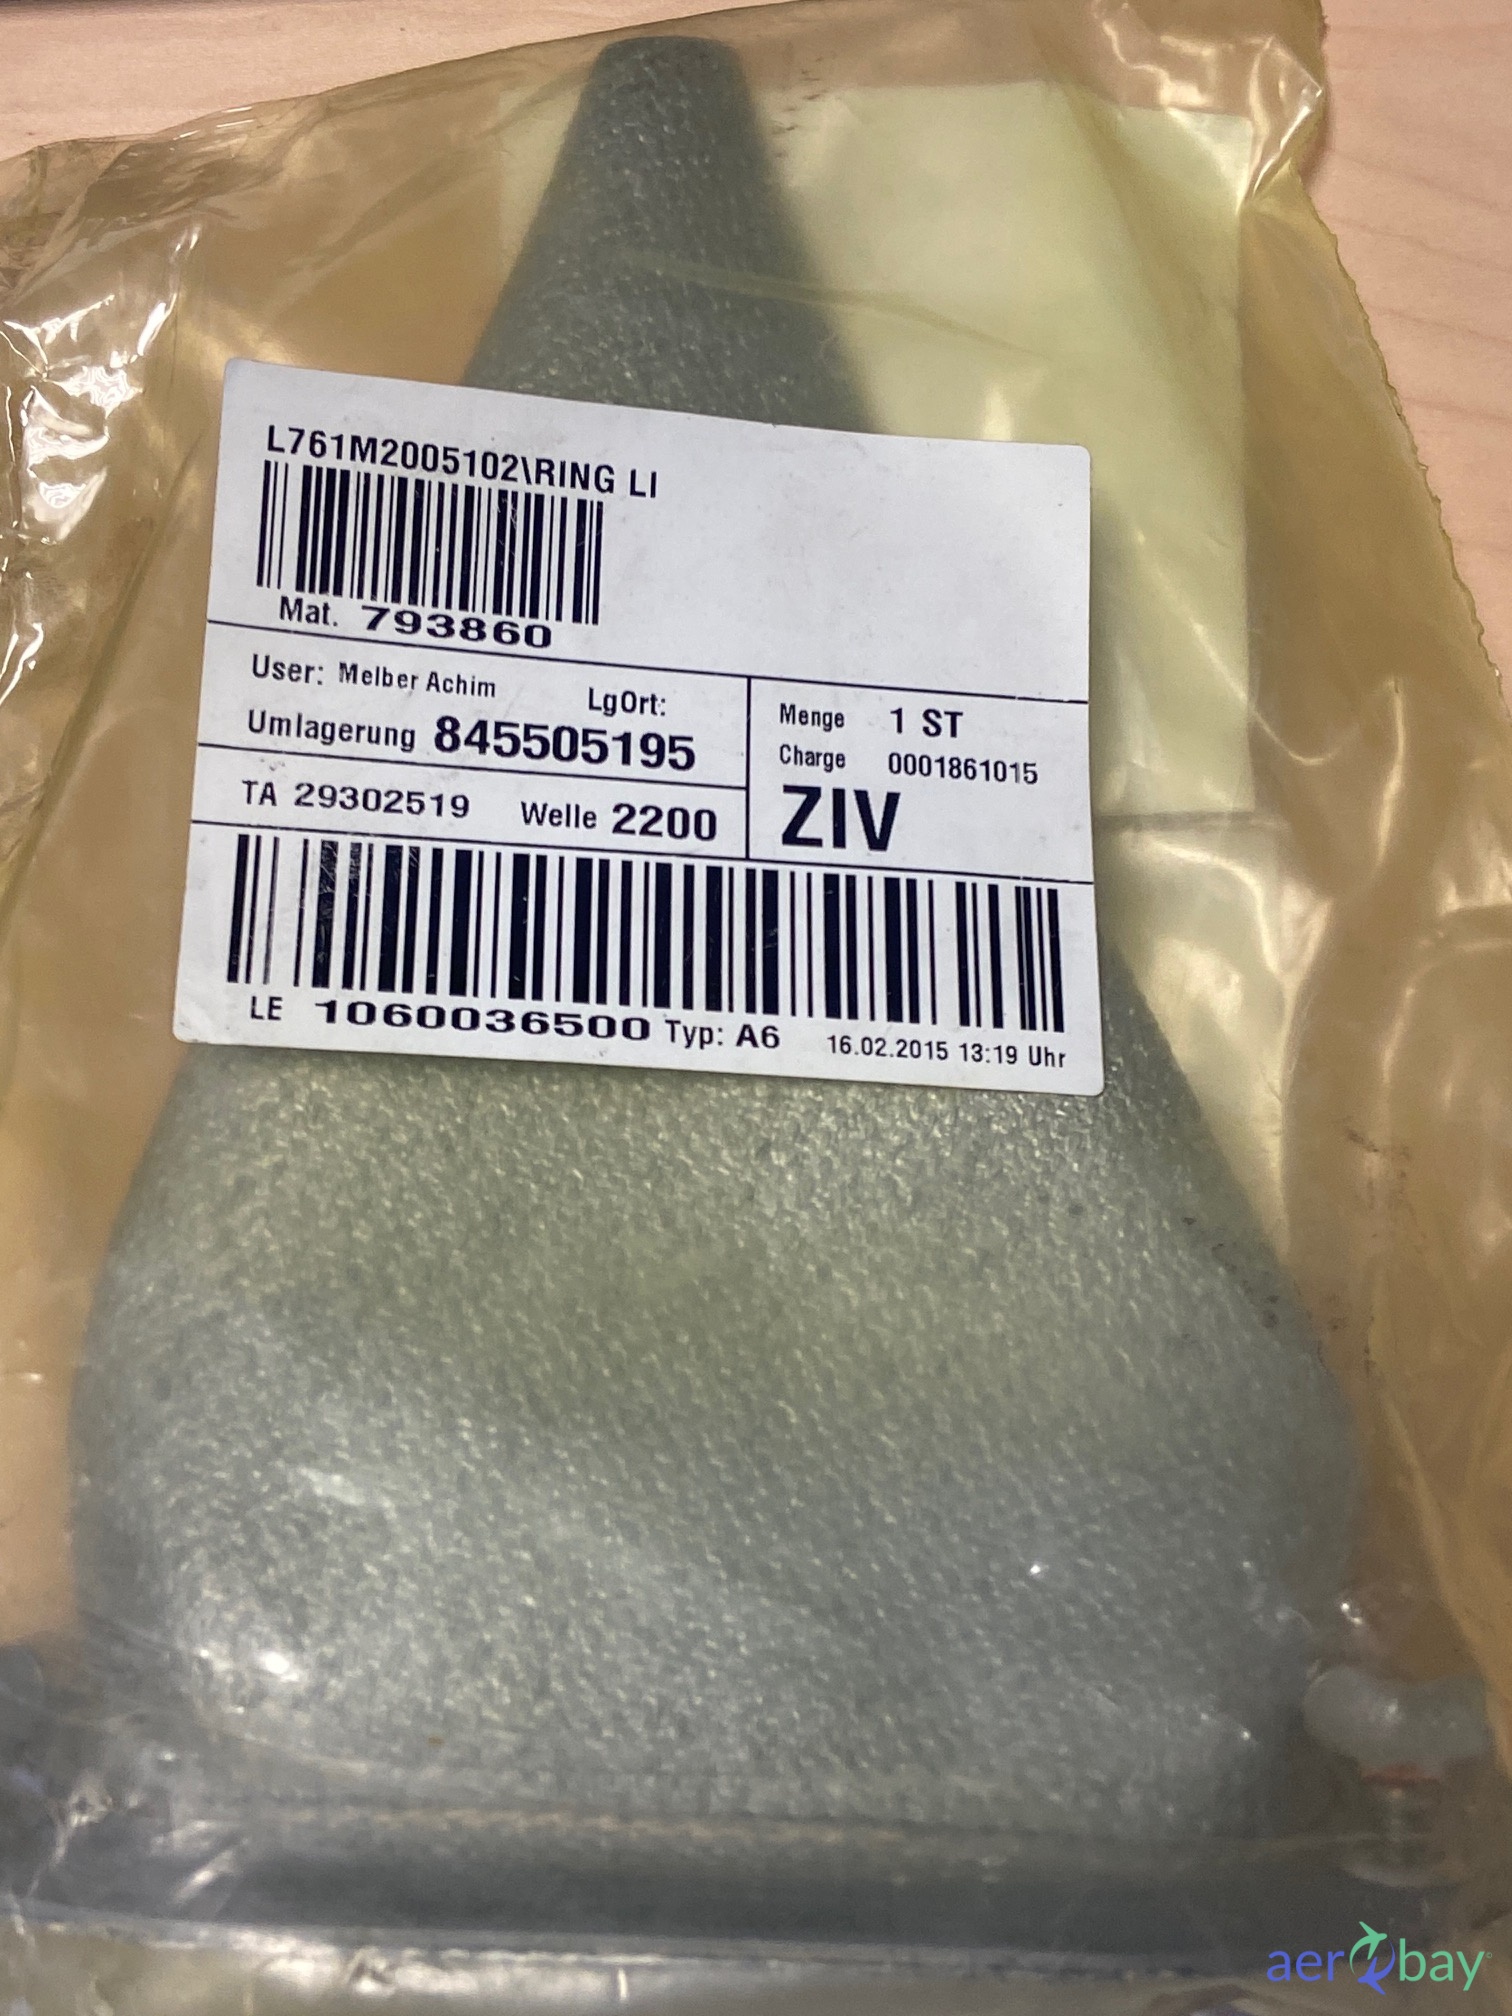 L761M2005102\RING LI
Mat. 793860
User: Melber Achim LgOrt:
Umlagerung 845505195
TA 29302519 Welle 2200
Menge 1 ST
Charge 0001861015
ZIV
LE 1060036500 Typ: A6 16.02.2015 13:19 Uhr
aerobay